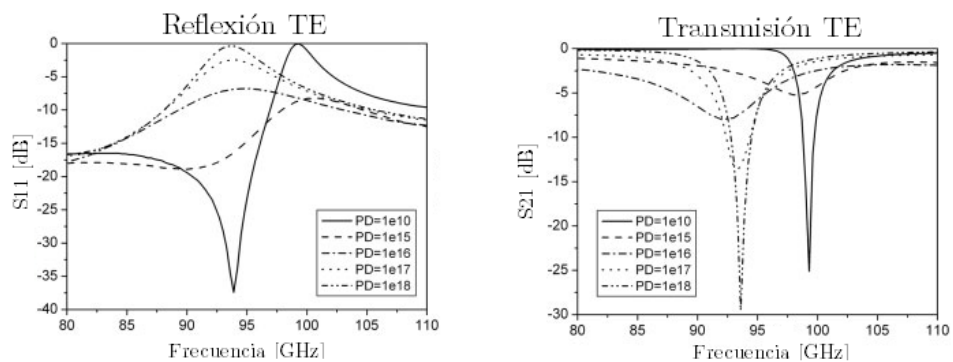 Reflexión TE
S11 [dB]
0
-5
-10
-15
-20
-25
-30
-35
-40
PD=1e10
PD=1e15
PD=1e16
PD=1e17
PD=1e18
80 85 90 95 100 105 110
Frecuencia [GHz]
Transmisión TE
S21 [dB]
0
-5
-10
-15
-20
-25
-30
PD=1e10
PD=1e15
PD=1e16
PD=1e17
PD=1e18
80 85 90 95 100 105 110
Frecuencia [GHz]